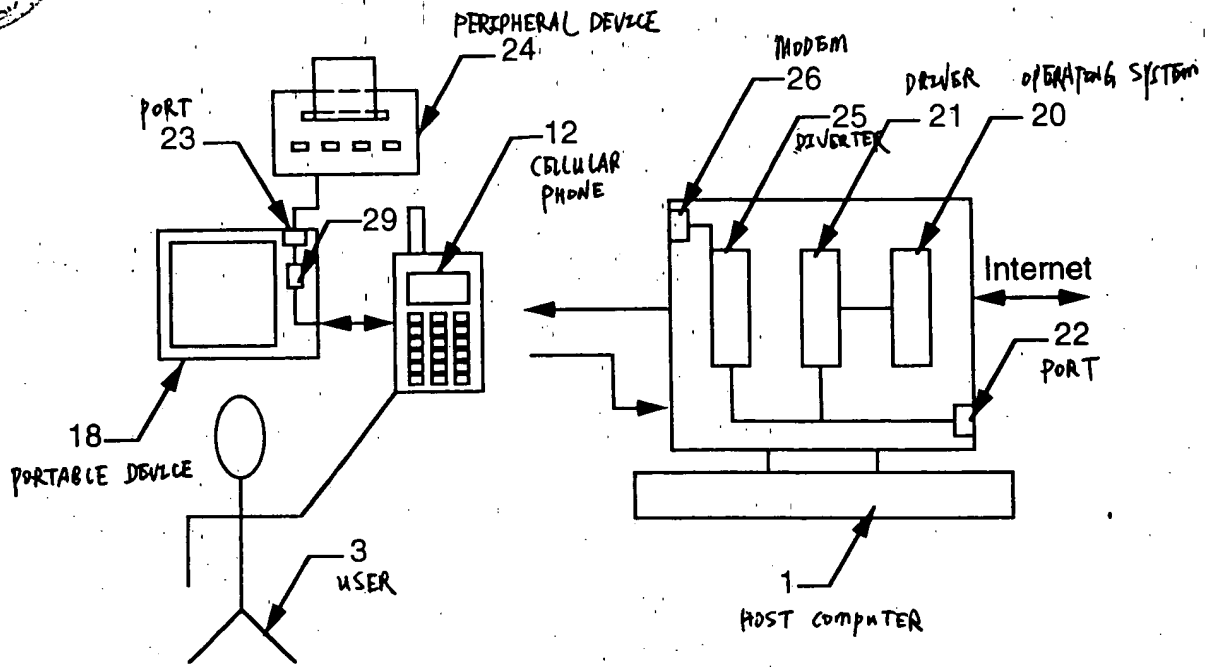 PERIPHERAL DEVICE
24
MODEM
26
DRIVER
21
OPERATING SYSTEM
20
PORT
23
12
CELLULAR
PHONE
25
DIVERTER
29
Internet
22
PORT
18
PORTABLE DEVICE
3
USER
1
HOST COMPUTER